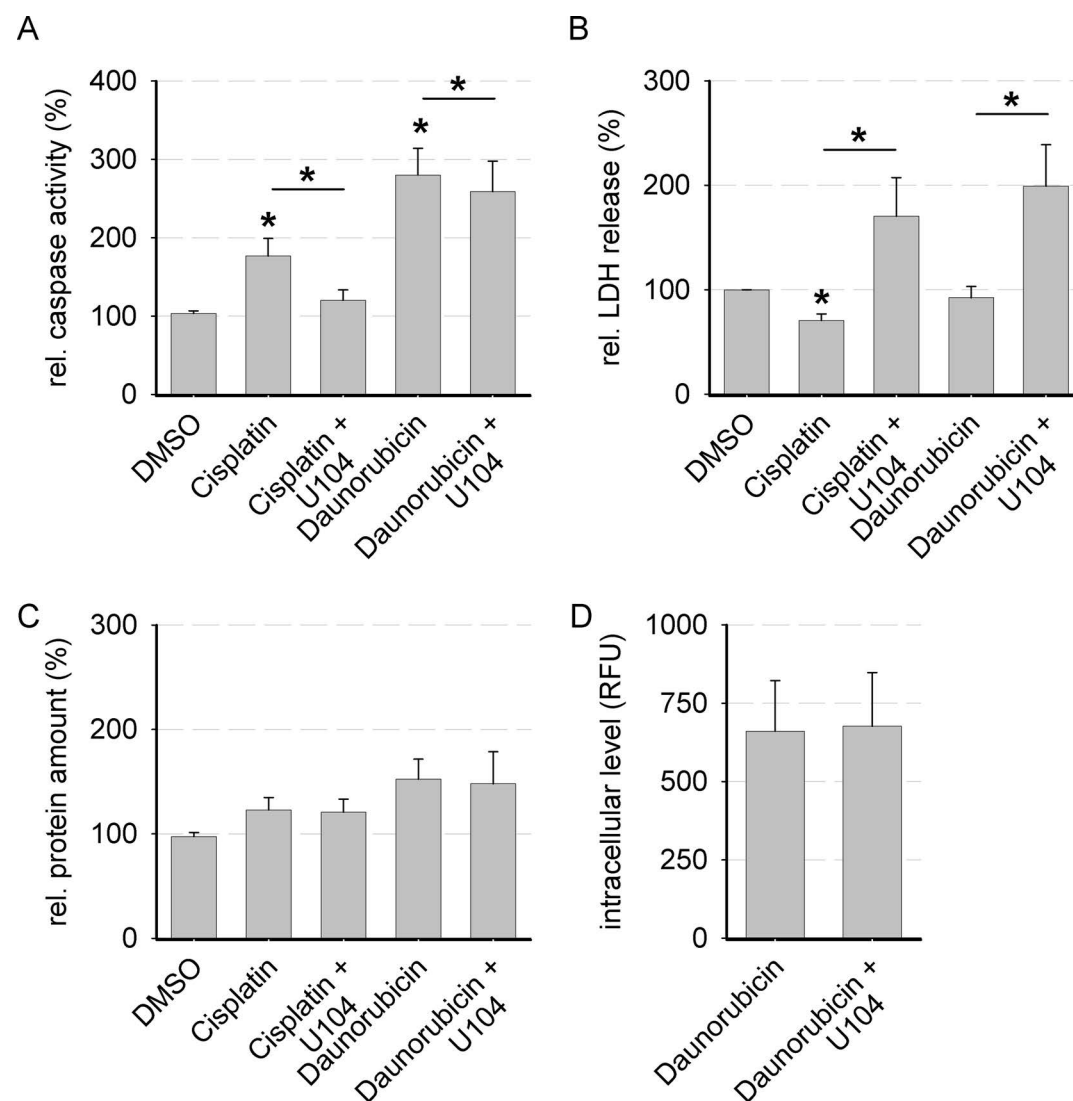 A
rel. caspase activity (%)
400
300
200
100
0
*
*
*
*
DMSO
Cisplatin
Cisplatin +
U104
Daunorubicin
Daunorubicin +
U104
B
rel. LDH release (%)
300
200
100
0
*
*
*
DMSO
Cisplatin
Cisplatin +
U104
Daunorubicin
Daunorubicin +
U104
C
rel. protein amount (%)
300
200
100
0
DMSO
Cisplatin
Cisplatin +
U104
Daunorubicin
Daunorubicin +
U104
D
intracellular level (RFU)
1000
750
500
250
0
Daunorubicin
Daunorubicin +
U104